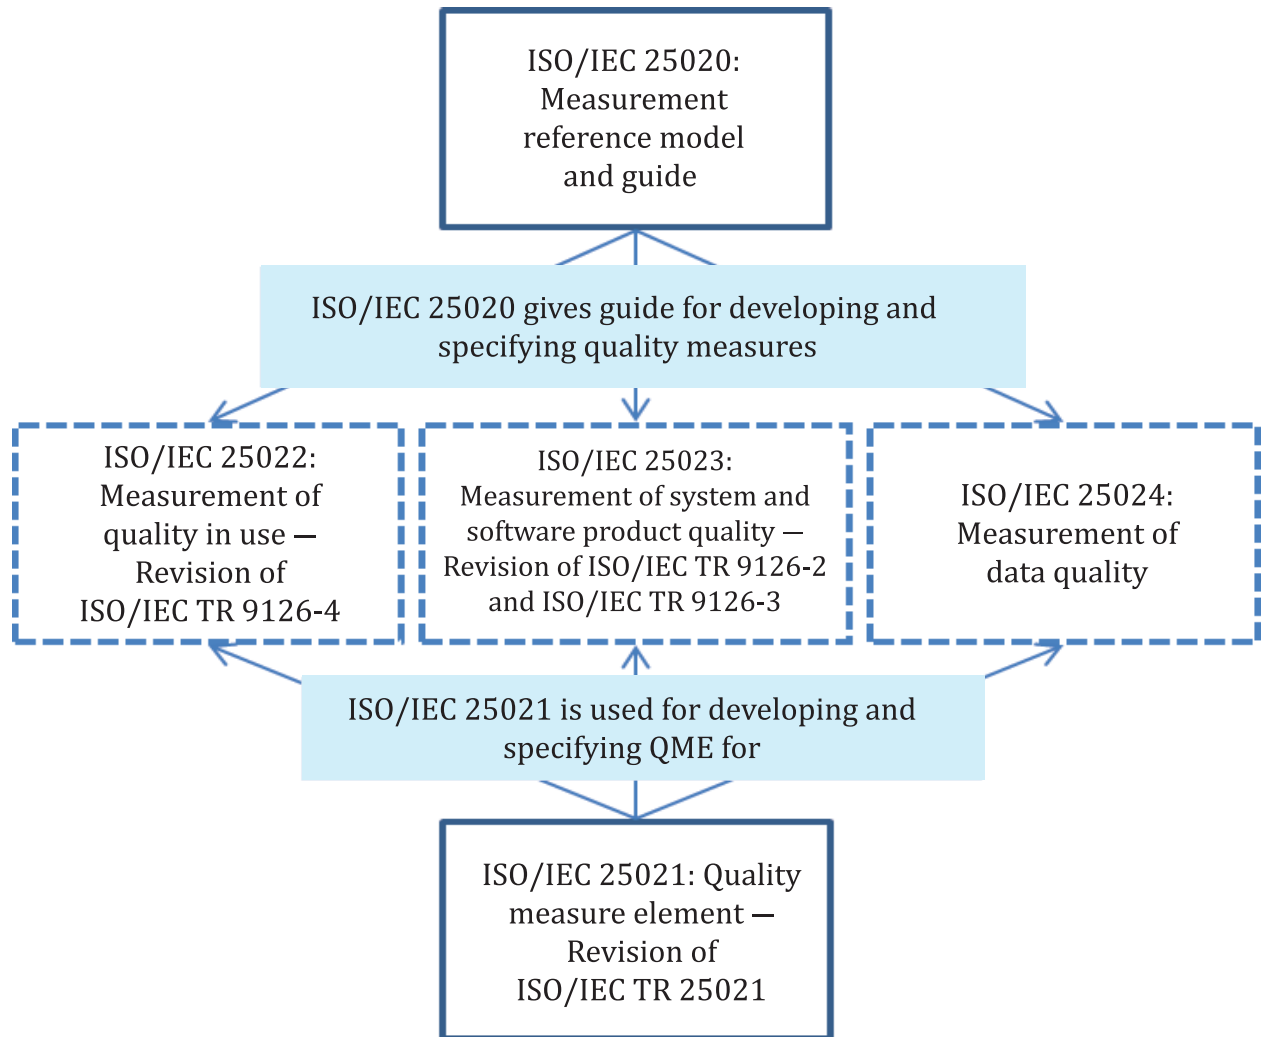 ISO/IEC 25020:
Measurement
reference model
and guide
ISO/IEC 25020 gives guide for developing and
specifying quality measures
ISO/IEC 25022:
Measurement of
quality in use —
Revision of
ISO/IEC TR 9126-4
ISO/IEC 25023:
Measurement of system and
software product quality —
Revision of ISO/IEC TR 9126-2
and ISO/IEC TR 9126-3
ISO/IEC 25024:
Measurement of
data quality
ISO/IEC 25021 is used for developing and
specifying QME for
ISO/IEC 25021: Quality
measure element —
Revision of
ISO/IEC TR 25021